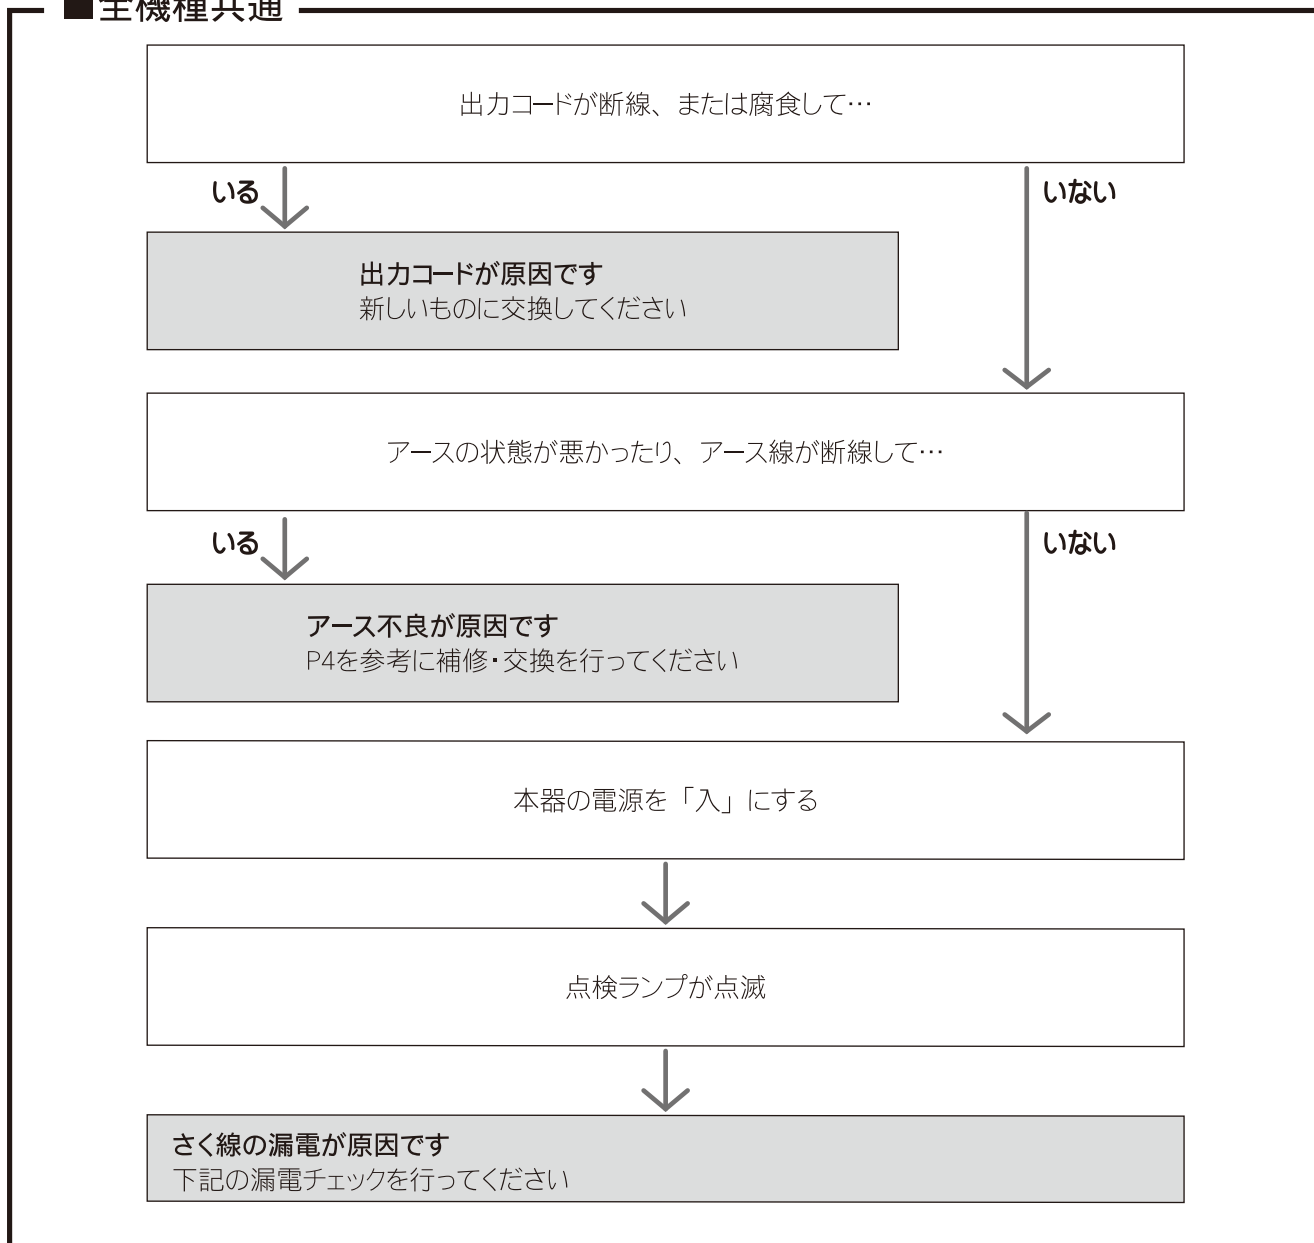 ■全機種共通
出力コードが断線、または腐食して…
いる
いない
出力コードが原因です
新しいものに交換してください
アースの状態が悪かったり、アース線が断線して…
いる
いない
アース不良が原因です
P4を参考に補修・交換を行ってください
本器の電源を「入」にする
点検ランプが点滅
さく線の漏電が原因です
下記の漏電チェックを行ってください